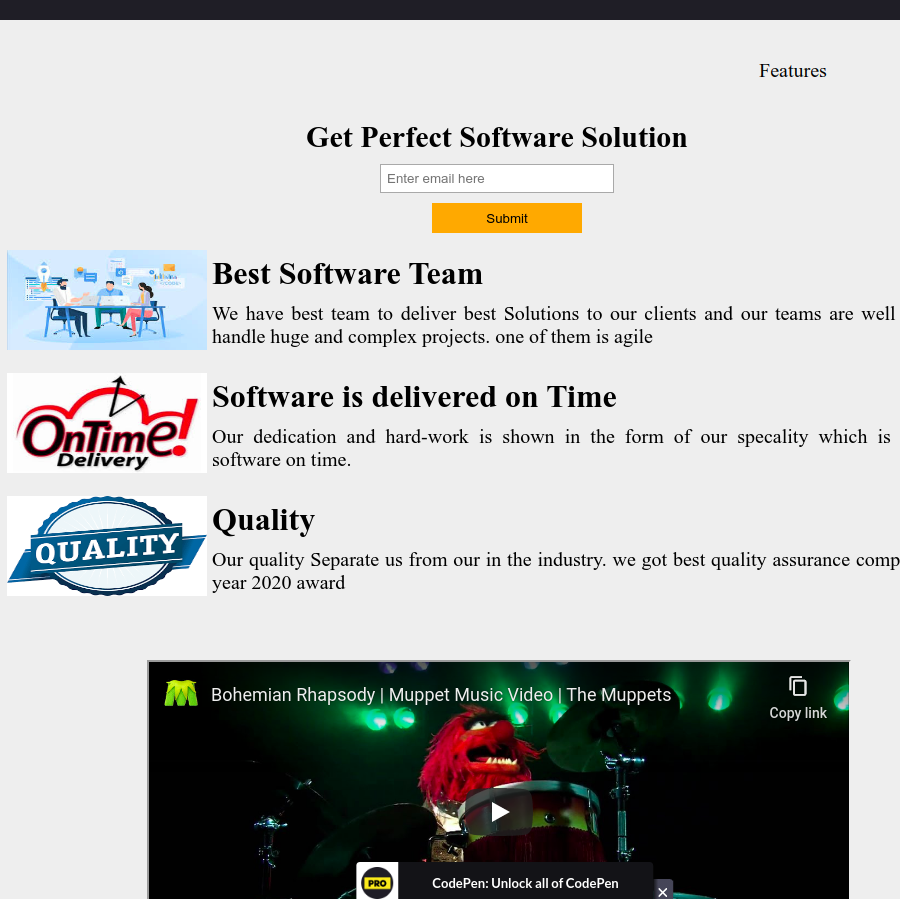 Features
Get Perfect Software Solution
Enter email here
Submit
Best Software Team
We have best team to deliver best Solutions to our clients and our teams are well
handle huge and complex projects. one of them is agile
OnTime!
Delivery
Software is delivered on Time
Our dedication and hard-work is shown in the form of our specality which is
software on time.
QUALITY
Quality
Our quality Separate us from our in the industry. we got best quality assurance comp
year 2020 award
Bohemian Rhapsody | Muppet Music Video | The Muppets
Copy link
PRO
CodePen: Unlock all of CodePen